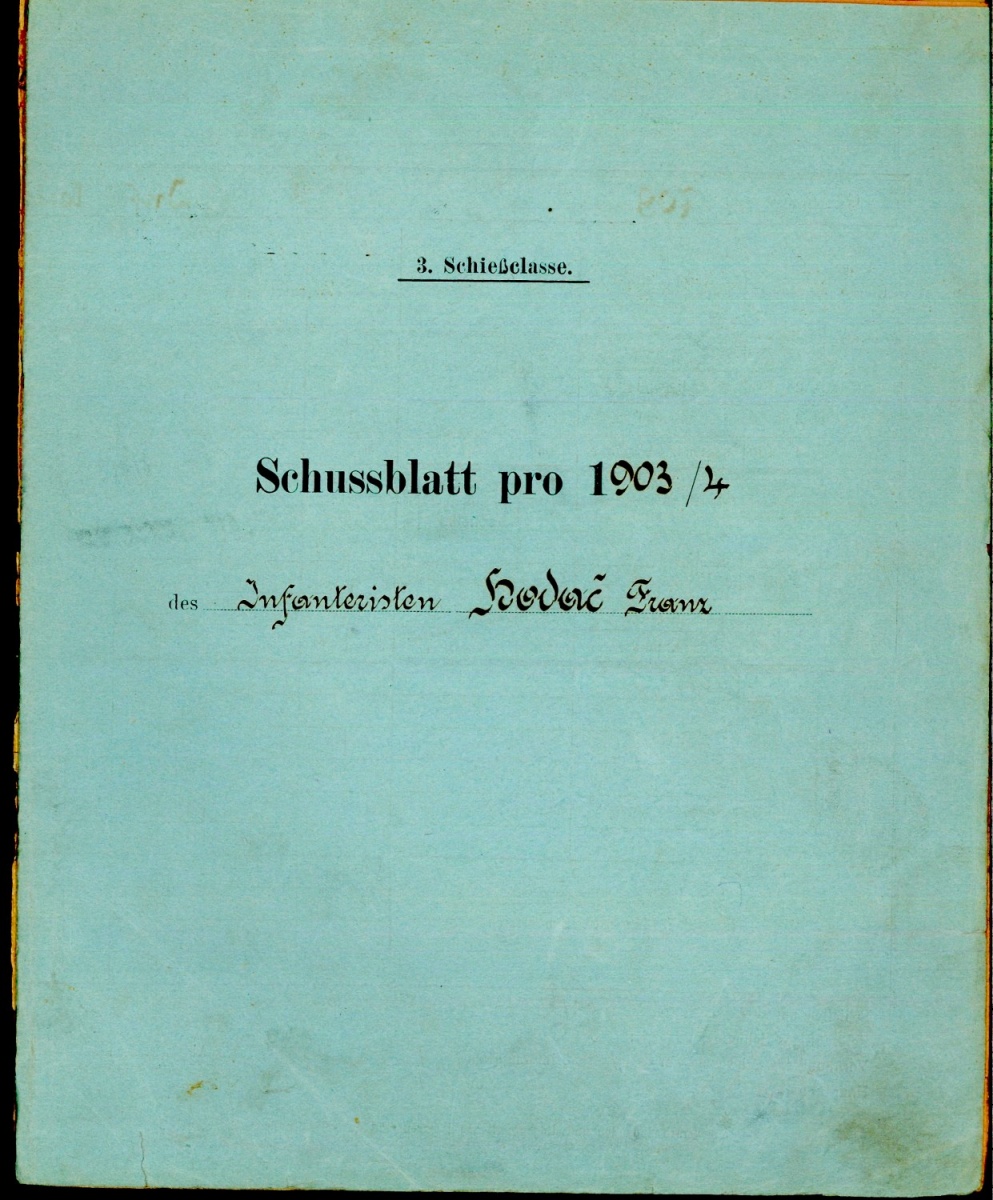 3. Schießclasse.
Schussblatt pro 1903/4
des Infanteristen Hodač Franz